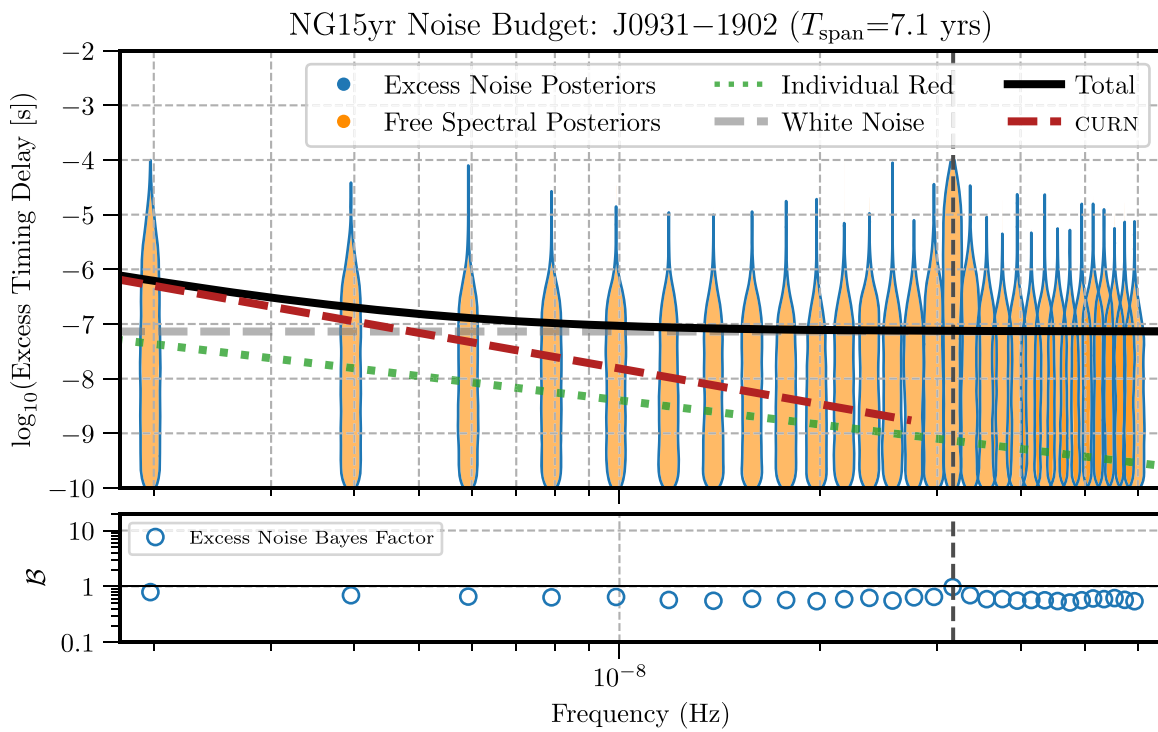 NG15yr Noise Budget: J0931−1902 (T_span=7.1 yrs)
Excess Noise Posteriors
Free Spectral Posteriors
Individual Red
White Noise
Total
CURN
log₁₀(Excess Timing Delay [s])
−2
−3
−4
−5
−6
−7
−8
−9
−10
Excess Noise Bayes Factor
ℬ
10
1
0.1
10⁻⁸
Frequency (Hz)